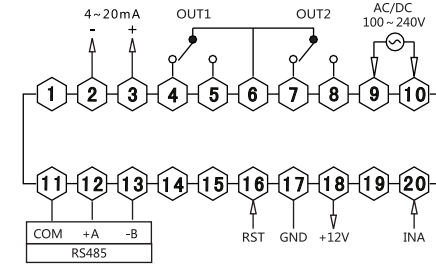 4~20mA OUT1 OUT2 AC/DC
100~240V
- +
1 2 3 4 5 6 7 8 9 10
11 12 13 14 15 16 17 18 19 20
COM +A -B RST GND +12V INA
RS485